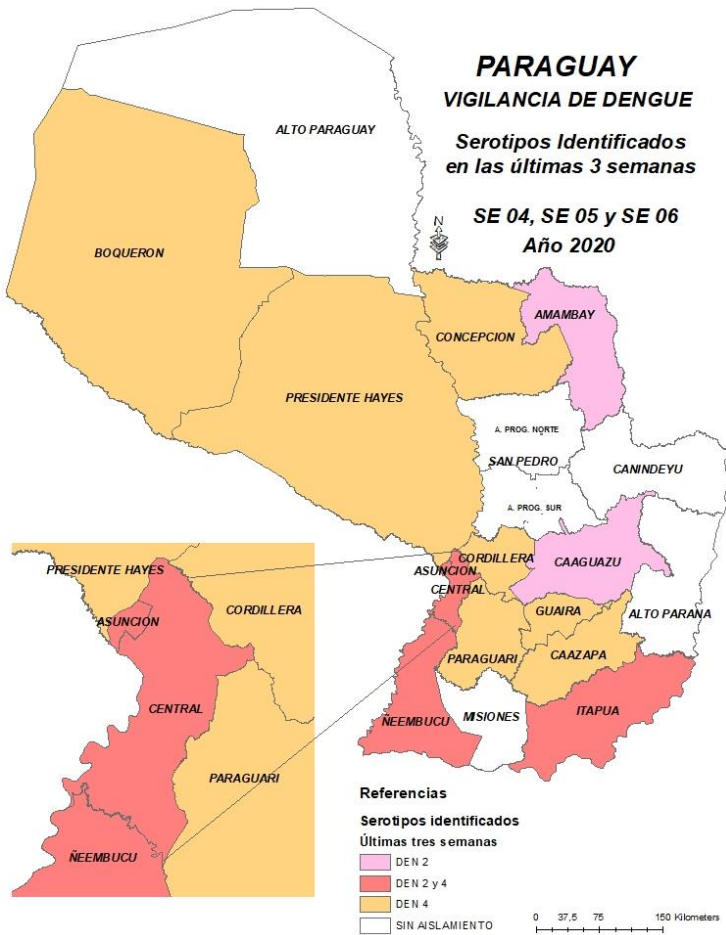 PARAGUAY
VIGILANCIA DE DENGUE
Serotipos Identificados
en las últimas 3 semanas
SE 04, SE 05 y SE 06
Año 2020
N
ALTO PARAGUAY
BOQUERON
AMAMBAY
CONCEPCION
PRESIDENTE HAYES
A. PROG. NORTE
SAN PEDRO
CANINDEYU
A. PROG. SUR
CORDILLERA
CAAGUAZU
ASUNCION
CENTRAL
GUAIRA
ALTO PARANA
PARAGUARI
CAAZAPA
ÑEEMBUCU
MISIONES
ITAPUA
PRESIDENTE HAYES
ASUNCION
CORDILLERA
CENTRAL
PARAGUARI
ÑEEMBUCU
Referencias
Serotipos identificados
Últimas tres semanas
DEN 2
DEN 2 y 4
DEN 4
SIN AISLAMIENTO
0 37,5 75 150 Kilometers